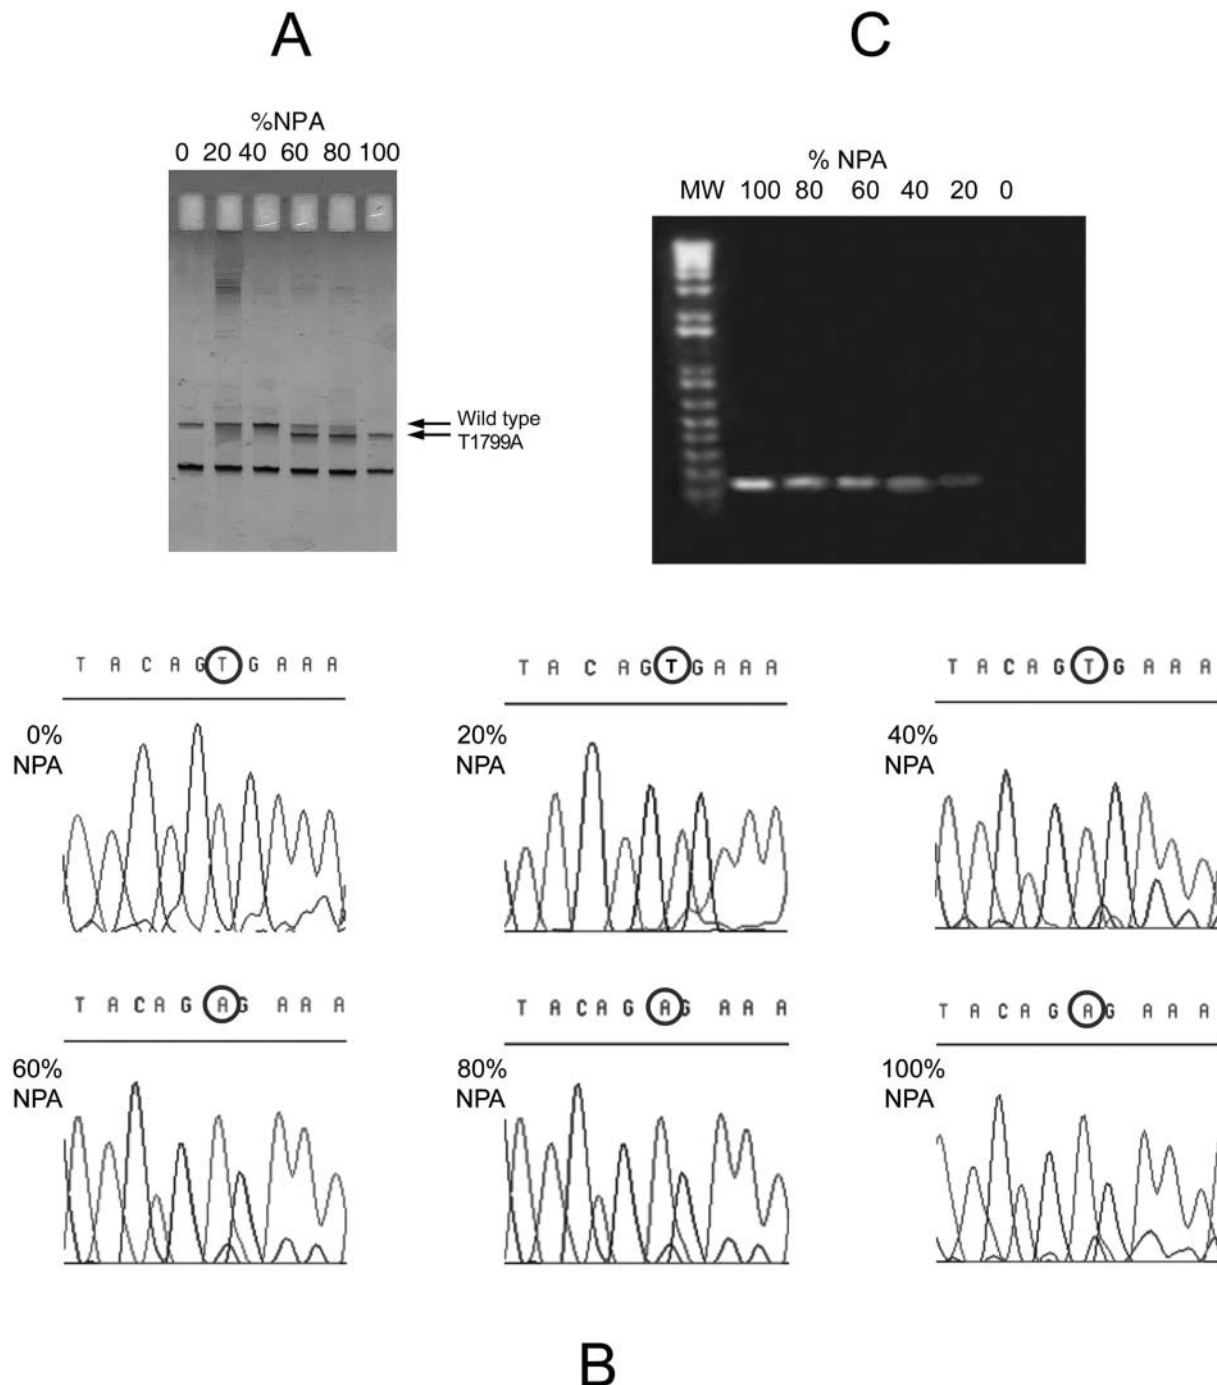 A
C
%NPA
0 20 40 60 80 100
Wild type
T1799A
% NPA
MW 100 80 60 40 20 0
T A C A G T G A A A
0%
NPA
T A C A G T G A A A
20%
NPA
T A C A G T G A A A
40%
NPA
T A C A G A G A A A
60%
NPA
T A C A G A G A A A
80%
NPA
T A C A G A G A A A
100%
NPA
B